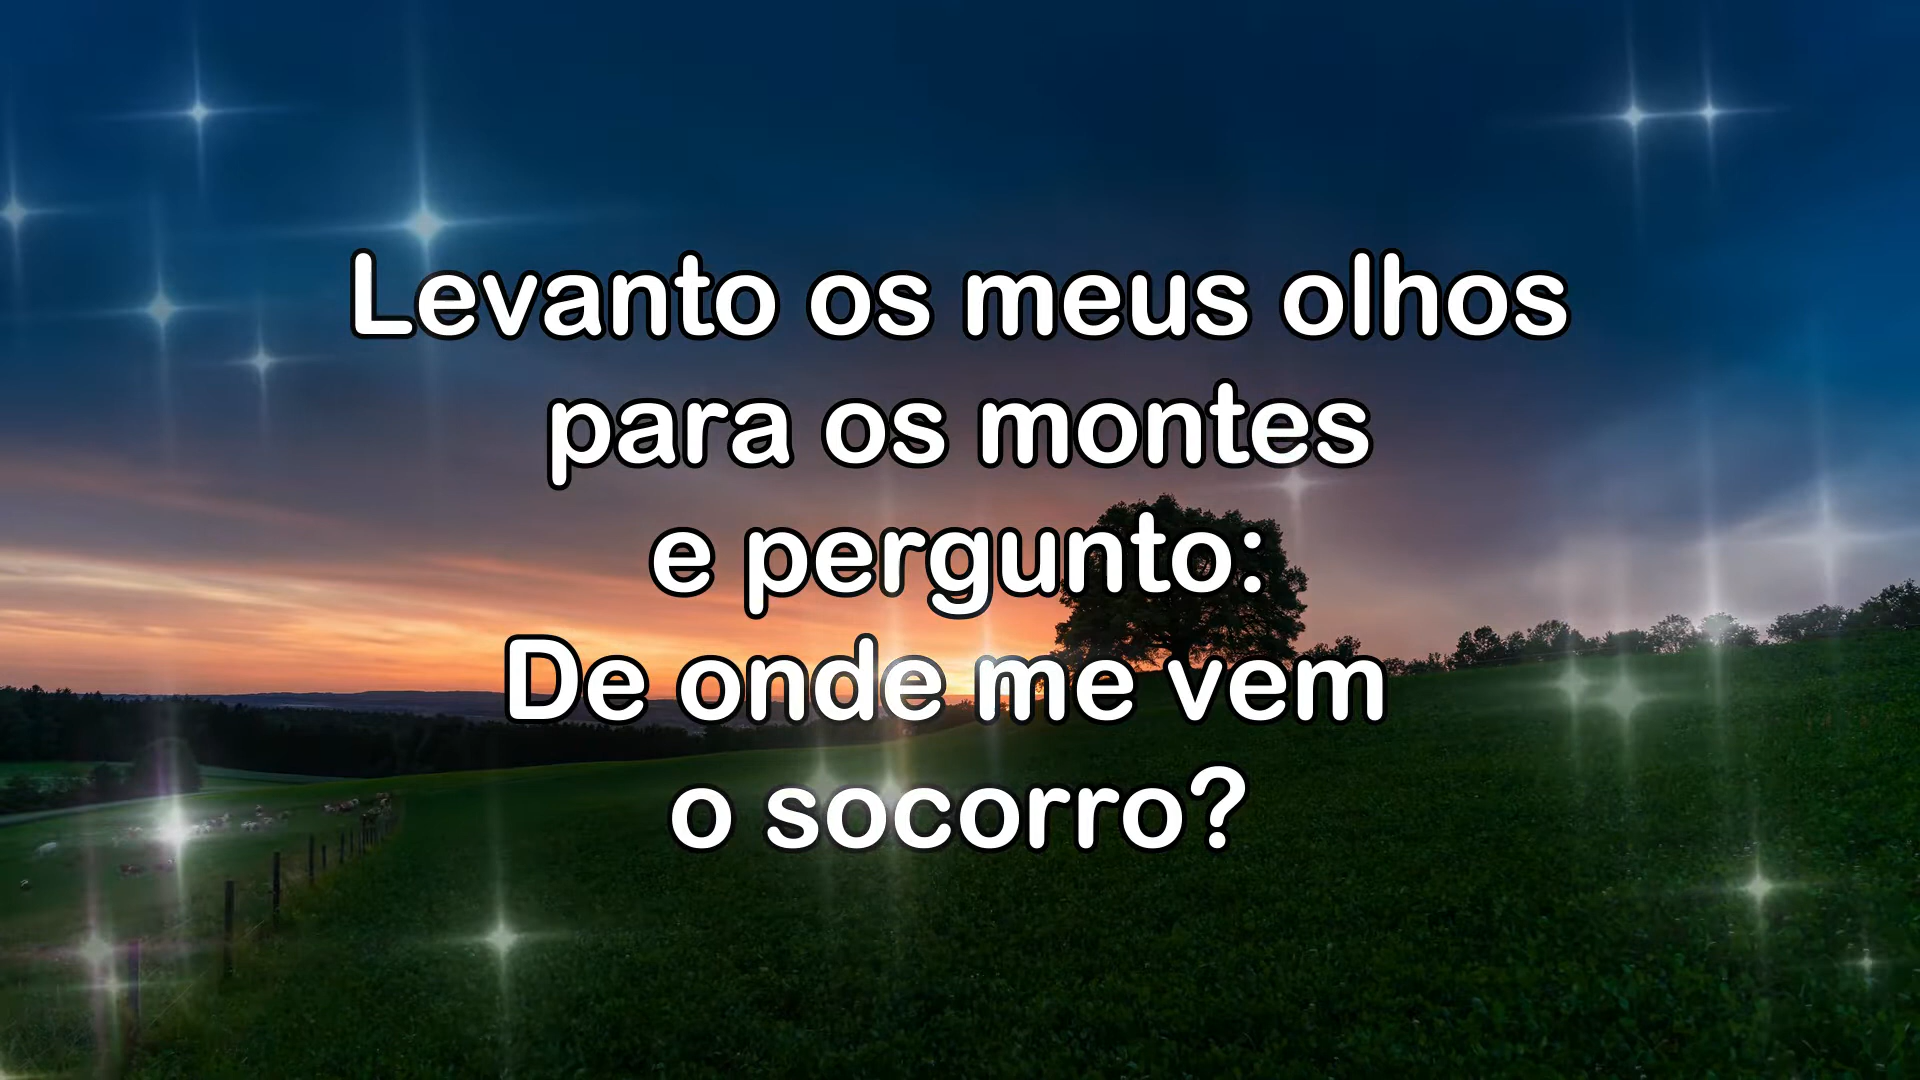 Levanto os meus olhos
para os montes
e pergunto:
De onde me vem
o socorro?